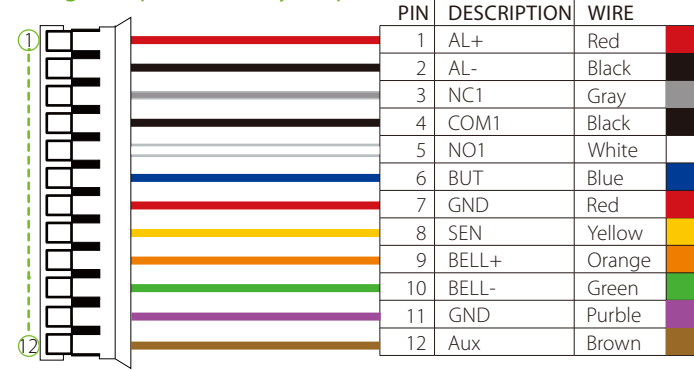 PIN DESCRIPTION WIRE
1 AL+ Red
2 AL- Black
3 NC1 Gray
4 COM1 Black
5 NO1 White
6 BUT Blue
7 GND Red
8 SEN Yellow
9 BELL+ Orange
10 BELL- Green
11 GND Purble
12 Aux Brown
1
12